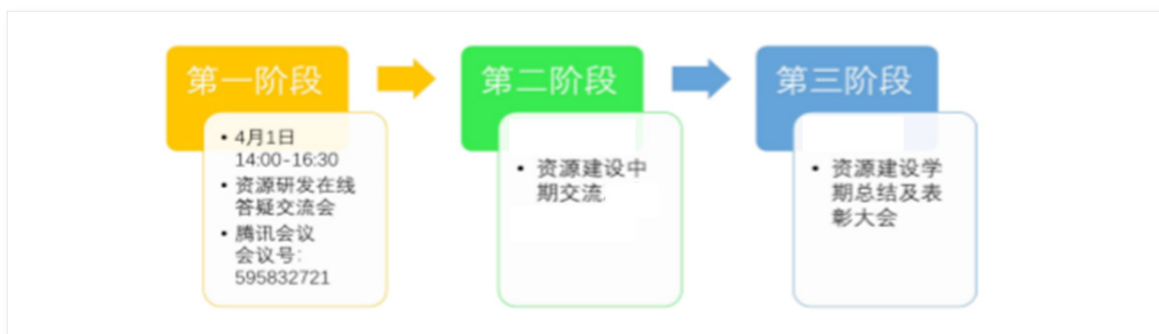 第一阶段
• 4月1日
14:00-16:30
• 资源研发在线
答疑交流会
• 腾讯会议
会议号:
595832721
第二阶段
• 资源建设中
期交流
第三阶段
• 资源建设学
期总结及表
彰大会